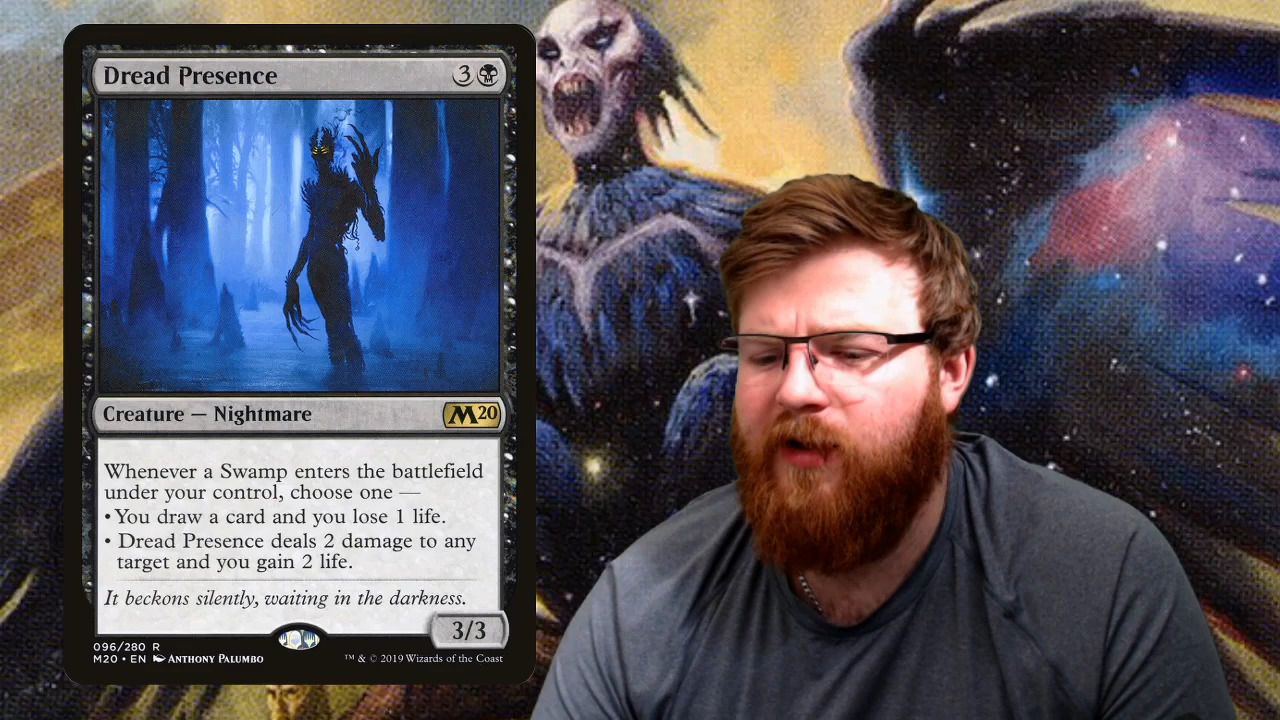 Dread Presence 3
Creature — Nightmare M20
Whenever a Swamp enters the battlefield
under your control, choose one —
• You draw a card and you lose 1 life.
• Dread Presence deals 2 damage to any
target and you gain 2 life.
It beckons silently, waiting in the darkness.
3/3
096/280 R
M20 • EN Anthony Palumbo ™ & © 2019 Wizards of the Coast